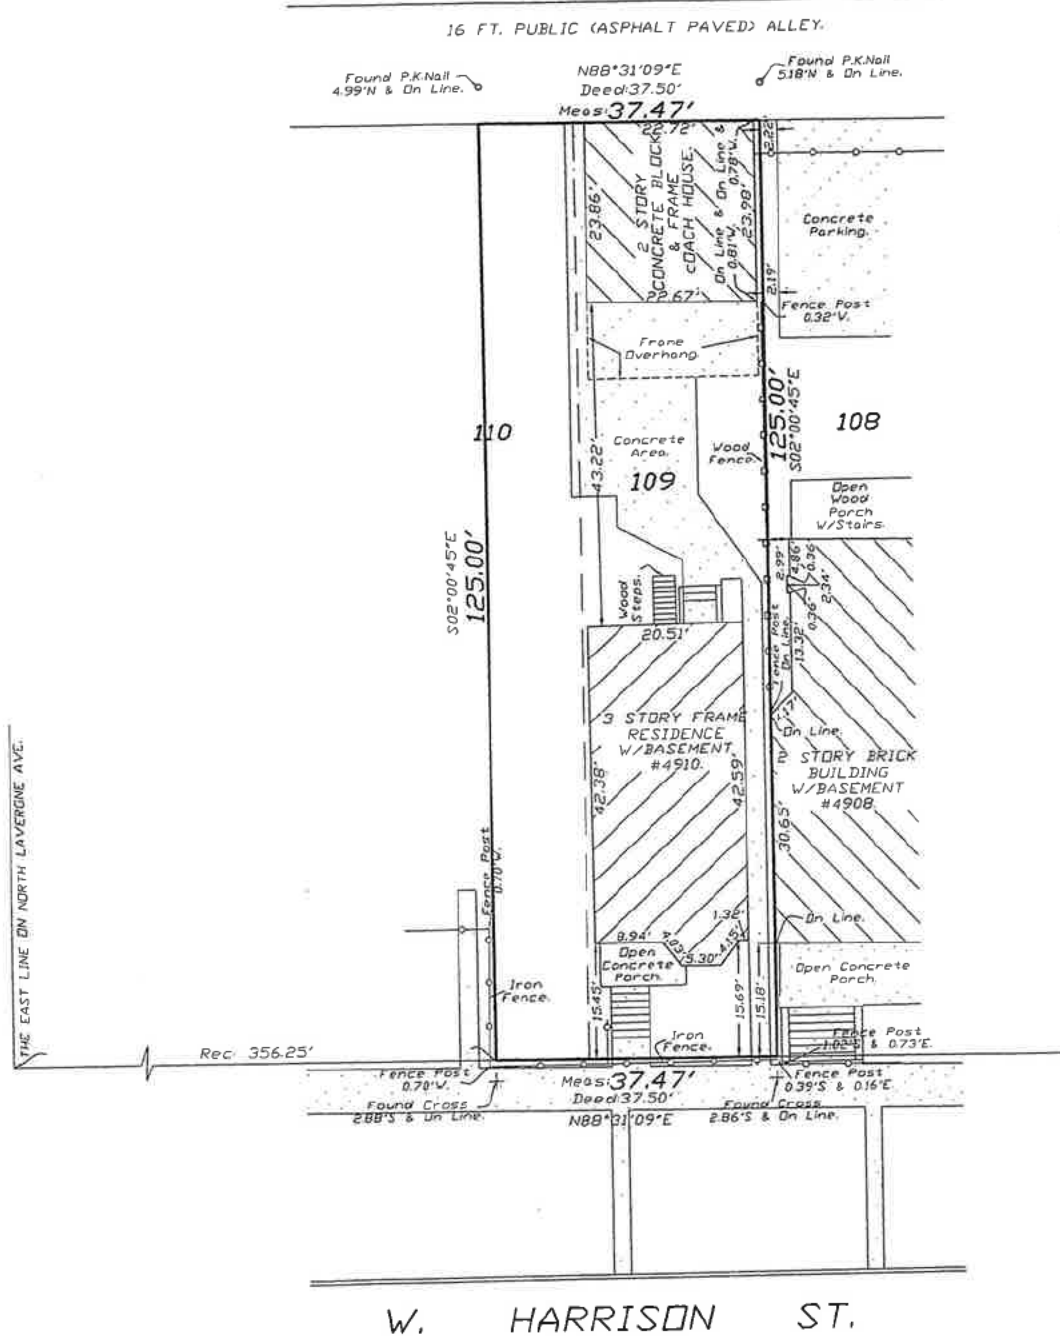 16 FT. PUBLIC (ASPHALT PAVED) ALLEY.
Found P.K.Nail
4.99'N & On Line.
N88°31'09"E
Deed:37.50'
Meas:37.47'
Found P.K.Nail
5.18'N & On Line.
22.72'
2 STORY
CONCRETE BLOCK
& FRAME
COACH HOUSE.
23.86'
22.67'
On Line & On Line &
0.81'W. 0.78'W.
23.98'
2.22'
Concrete
Parking.
2.19'
Fence Post
0.32'V.
Frame
Overhang.
110
Concrete
Area.
109
43.22'
Wood
Fence.
125.00'
S02°00'45"E
108
Open
Wood
Porch
W/Stairs.
S02°00'45"E
125.00'
Wood
Steps.
20.51'
2.99'
4.86'
0.36'
2.34'
0.36'
13.32'
Fence Post
On Line.
On Line.
3 STORY FRAME
RESIDENCE
W/BASEMENT
#4910.
42.38'
42.59'
2 STORY BRICK
BUILDING
W/BASEMENT
#4908.
30.65'
THE EAST LINE ON NORTH LAVERGNE AVE.
Fence Post
0.70'W.
On Line.
1.32'
8.94'
4.03'
5.30'
4.15'
Open
Concrete
Porch.
15.45'
15.69'
15.18'
Open Concrete
Porch.
Iron
Fence.
Iron
Fence.
Fence Post
1.02'S & 0.73'E.
Rec: 356.25'
Fence Post
0.70'W.
Meas:37.47'
Deed:37.50'
N88°31'09"E
Fence Post
0.39'S & 0.16'E.
Found Cross
2.88'S & On Line.
Found Cross
2.86'S & On Line.
W. HARRISON ST.